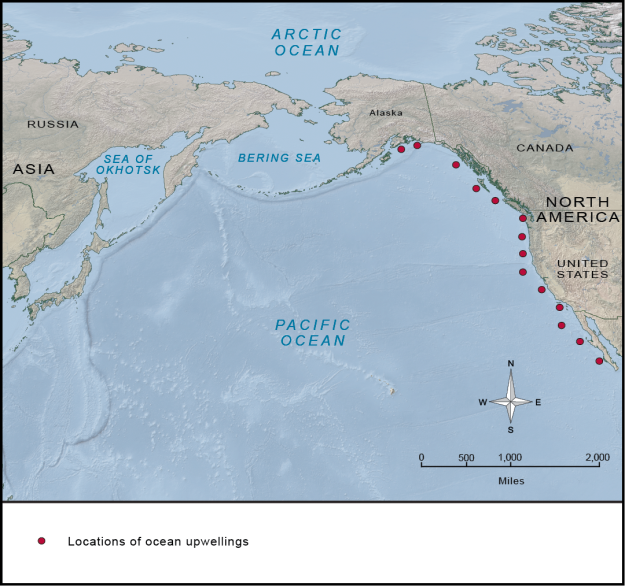 ARCTIC
OCEAN
Alaska
RUSSIA
CANADA
BERING SEA
SEA OF
OKHOTSK
ASIA
NORTH
AMERICA
UNITED
STATES
PACIFIC
OCEAN
N
W
E
S
0 500 1,000 2,000
Miles
Locations of ocean upwellings